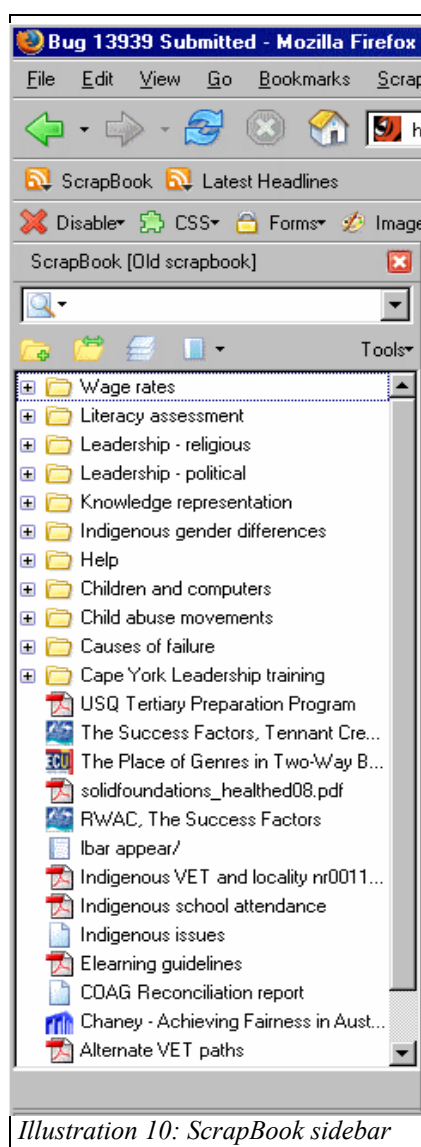 Bug 13939 Submitted - Mozilla Firefox
File Edit View Go Bookmarks Scrap
h
ScrapBook Latest Headlines
Disable CSS Forms Image
ScrapBook [Old scrapbook]
Tools
Wage rates
Literacy assessment
Leadership - religious
Leadership - political
Knowledge representation
Indigenous gender differences
Help
Children and computers
Child abuse movements
Causes of failure
Cape York Leadership training
USQ Tertiary Preparation Program
The Success Factors, Tennant Cre...
ECU The Place of Genres in Two-Way B...
solidfoundations_healthed08.pdf
RWAC, The Success Factors
lbar appear/
Indigenous VET and locality nr0011...
Indigenous school attendance
Indigenous issues
Elearning guidelines
COAG Reconciliation report
Chaney - Achieving Fairness in Aust...
Alternate VET paths
Illustration 10: ScrapBook sidebar